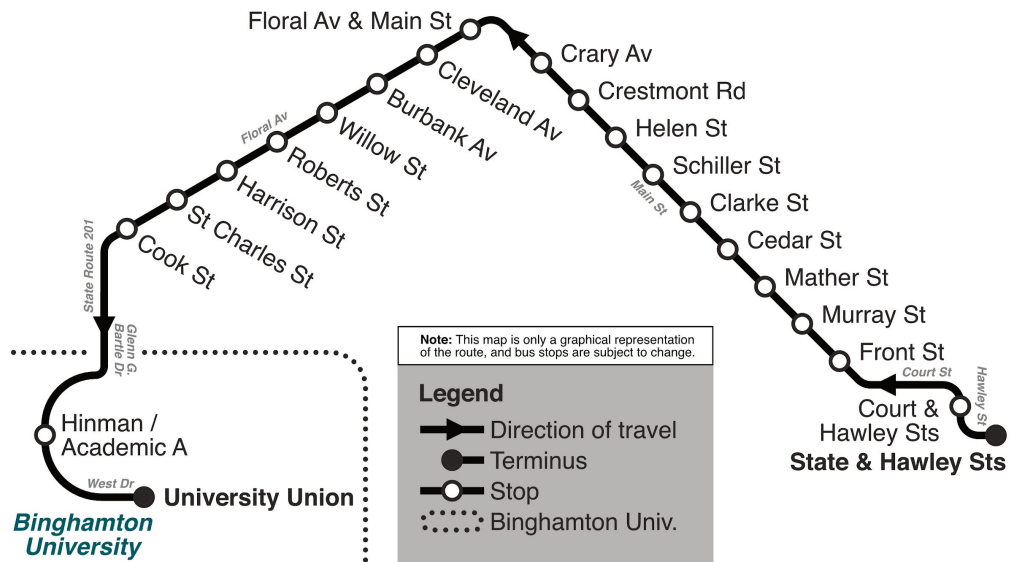 Floral Av & Main St
Crary Av
Cleveland Av
Crestmont Rd
Burbank Av
Helen St
Floral Av
Willow St
Schiller St
Roberts St
Main St
Clarke St
Harrison St
St Charles St
Cedar St
State Route 201
Cook St
Mather St
Murray St
Glenn G.
Bartle Dr
Note: This map is only a graphical representation
of the route, and bus stops are subject to change.
Front St
Court St
Hawley St
Legend
Court &
Hawley Sts
Hinman /
Academic A
Direction of travel
Terminus
State & Hawley Sts
West Dr
University Union
Stop
Binghamton
University
Binghamton Univ.